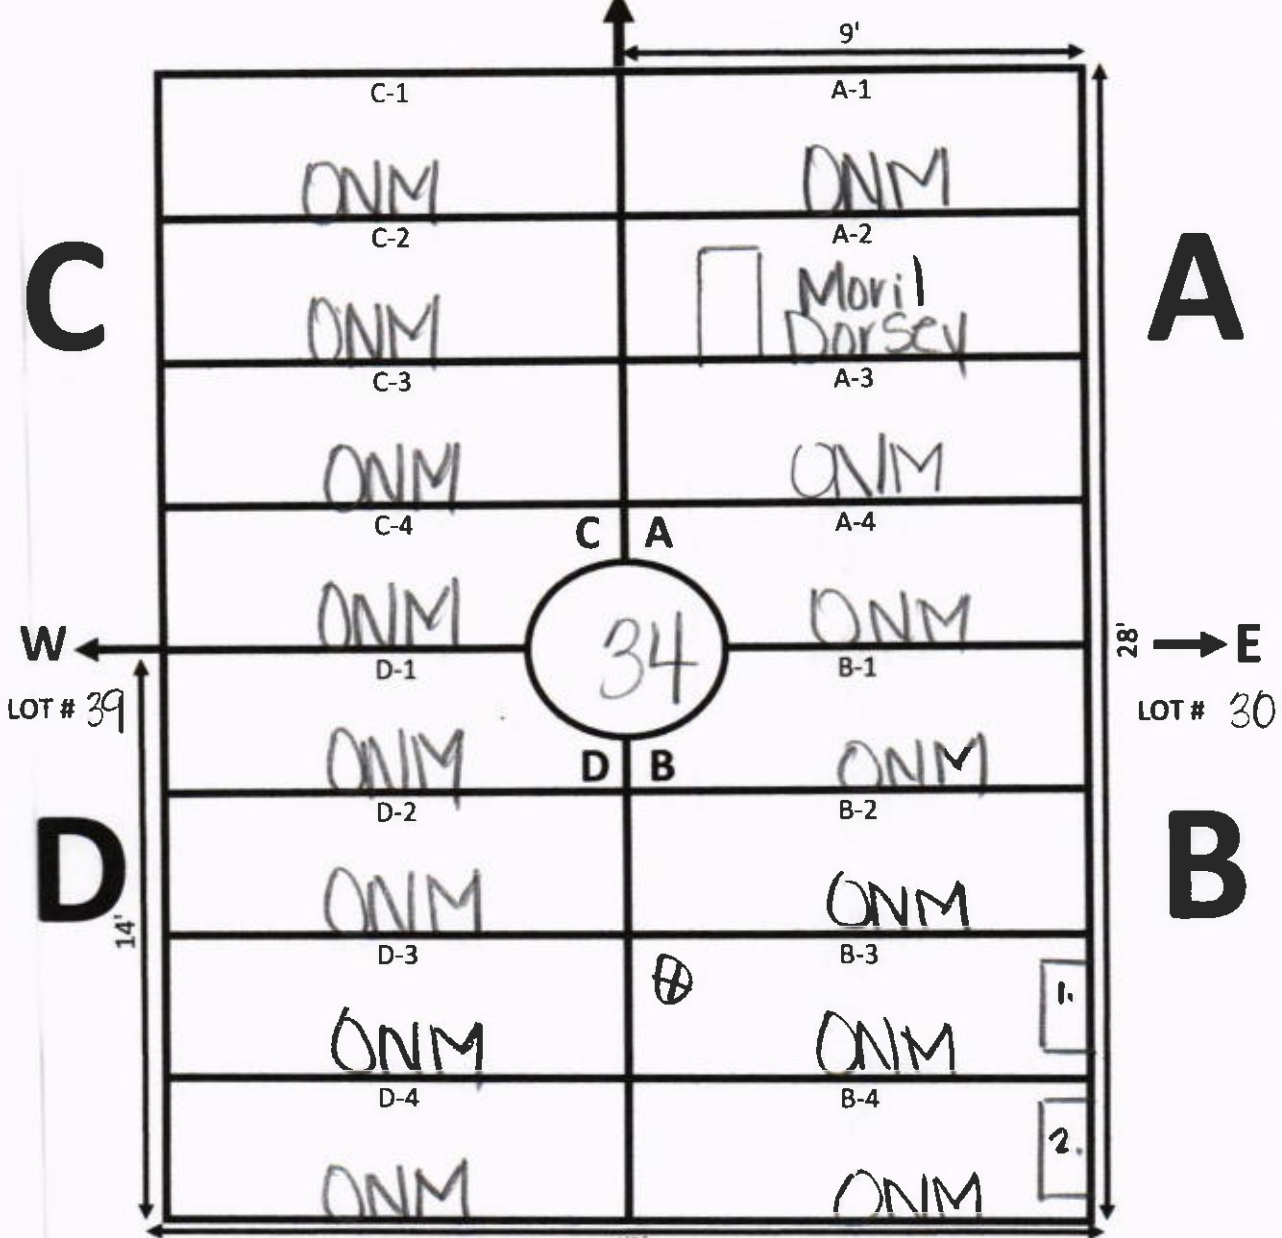 9'
C-1 A-1
ONM ONM
C-2 A-2
C A
ONM Moril
Dorsey
C-3 A-3
ONM ONM
C-4 C A A-4
ONM 34 ONM
W 28' E
D-1 B-1
LOT # 39 LOT # 30
ONM D B ONM
D-2 B-2
D B
ONM ONM
14'
D-3 B-3
1.
ONM ONM
D-4 B-4
2.
ONM ONM